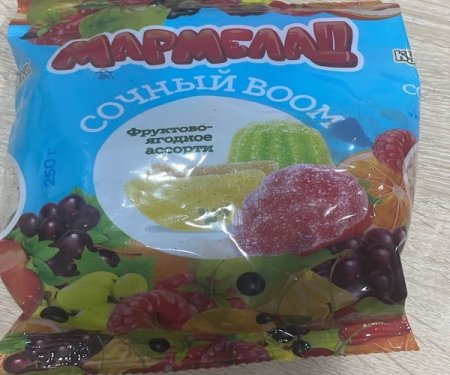 МАРМЕЛАД
СОЧНЫЙ BOOM
Фруктово-
ягодное
ассорти
250 г